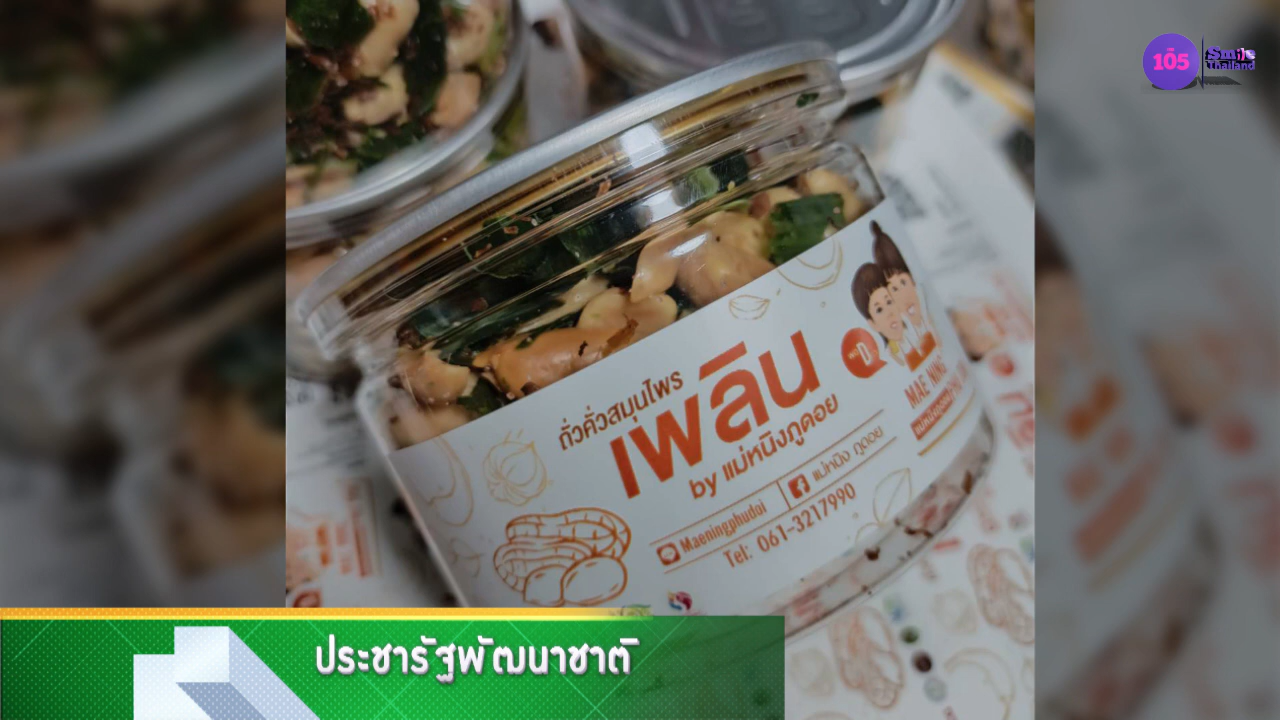 105
Smile
Thailand
ถั่วคั่วสมุนไพร
เพลิน
by แม่หนิงภูดอย
Maeningphudoi
แม่หนิง ภูดอย
Tel: 061-3217990
MAE NING
ประชารัฐพัฒนาชาติ